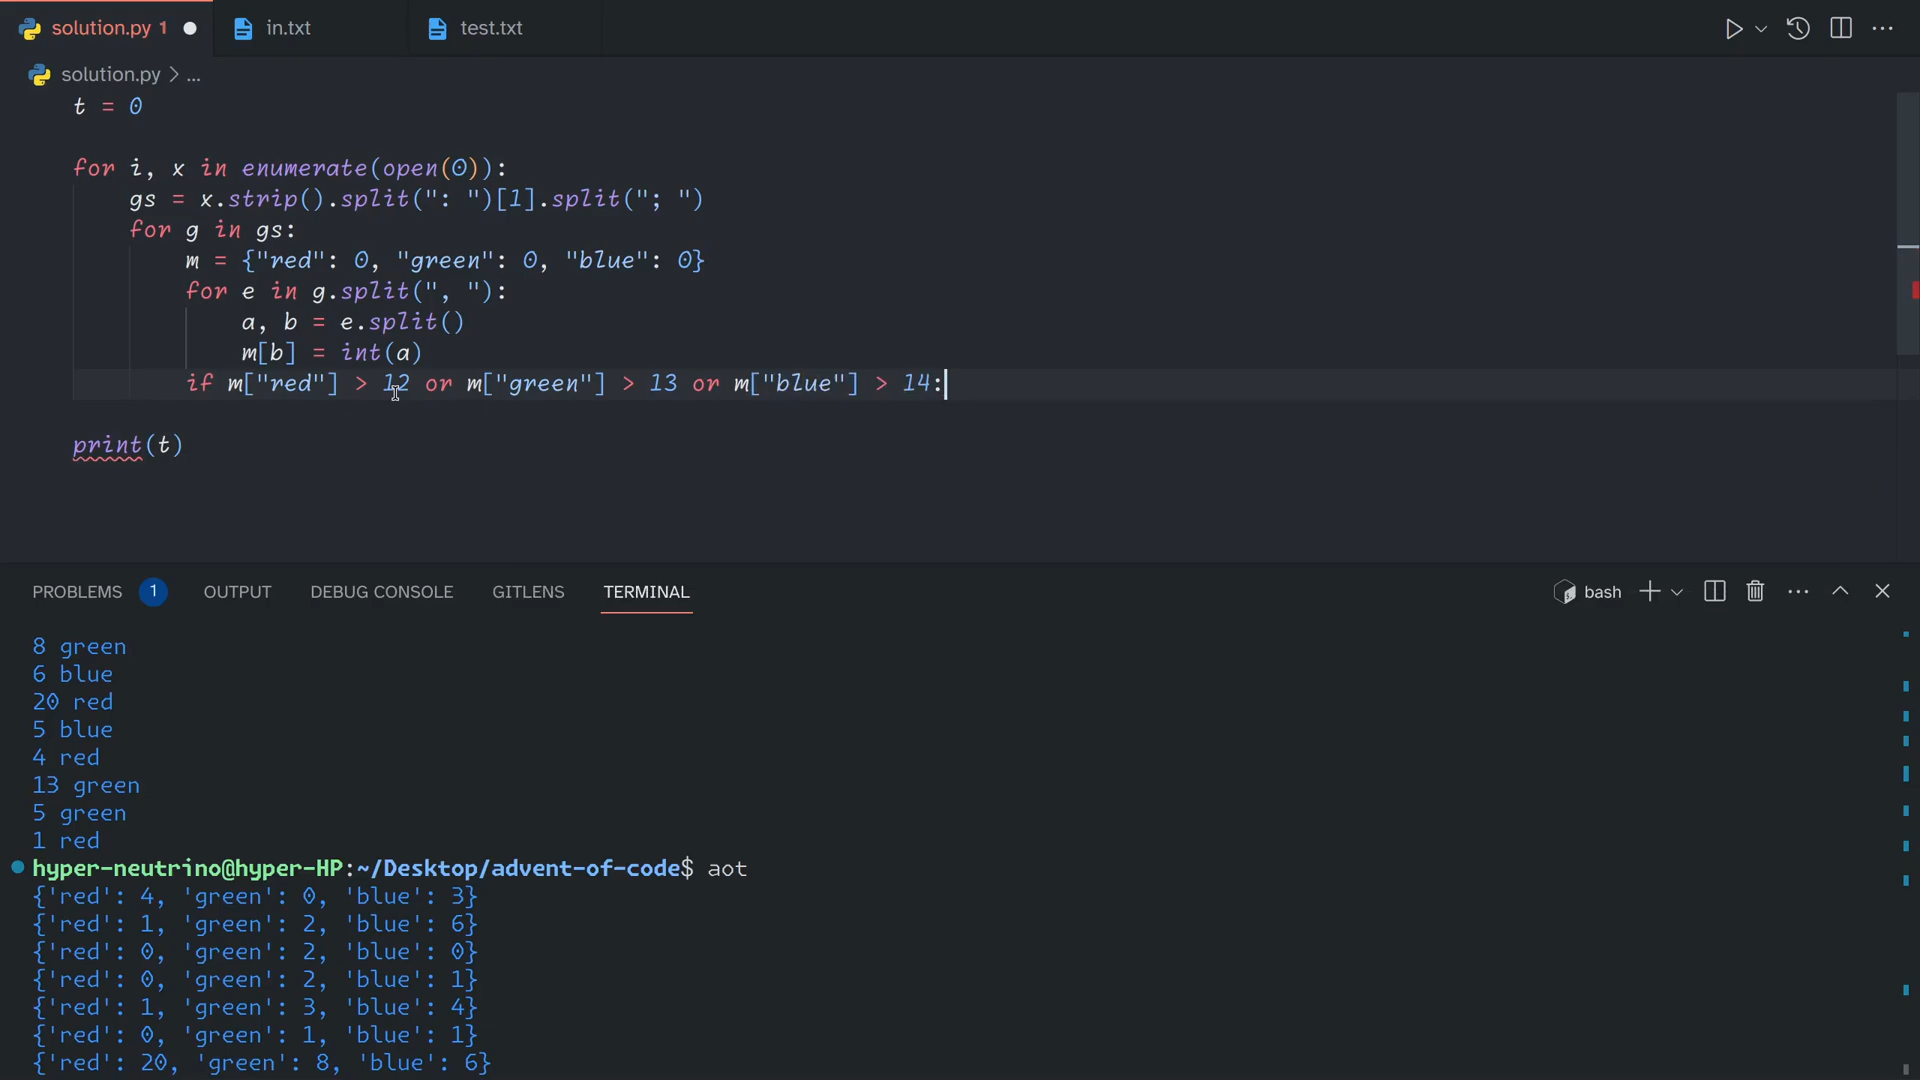 solution.py 1
in.txt
test.txt
solution.py > ...
t = 0
for i, x in enumerate(open(0)):
gs = x.strip().split(": ")[1].split("; ")
for g in gs:
m = {"red": 0, "green": 0, "blue": 0}
for e in g.split(", "):
a, b = e.split()
m[b] = int(a)
if m["red"] > 12 or m["green"] > 13 or m["blue"] > 14:
print(t)
PROBLEMS 1 OUTPUT DEBUG CONSOLE GITLENS TERMINAL
bash
8 green
6 blue
20 red
5 blue
4 red
13 green
5 green
1 red
hyper-neutrino@hyper-HP:~/Desktop/advent-of-code$ aot
{'red': 4, 'green': 0, 'blue': 3}
{'red': 1, 'green': 2, 'blue': 6}
{'red': 0, 'green': 2, 'blue': 0}
{'red': 0, 'green': 2, 'blue': 1}
{'red': 1, 'green': 3, 'blue': 4}
{'red': 0, 'green': 1, 'blue': 1}
{'red': 20, 'green': 8, 'blue': 6}